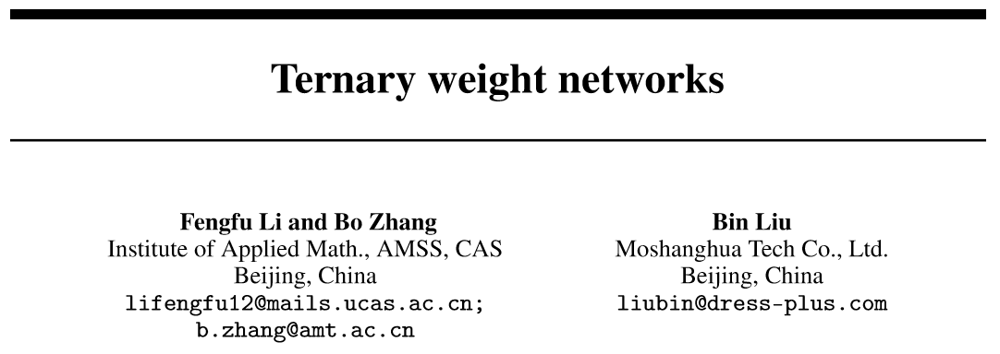 Ternary weight networks
Fengfu Li and Bo Zhang
Institute of Applied Math., AMSS, CAS
Beijing, China
lifengfu12@mails.ucas.ac.cn;
b.zhang@amt.ac.cn
Bin Liu
Moshanghua Tech Co., Ltd.
Beijing, China
liubin@dress-plus.com